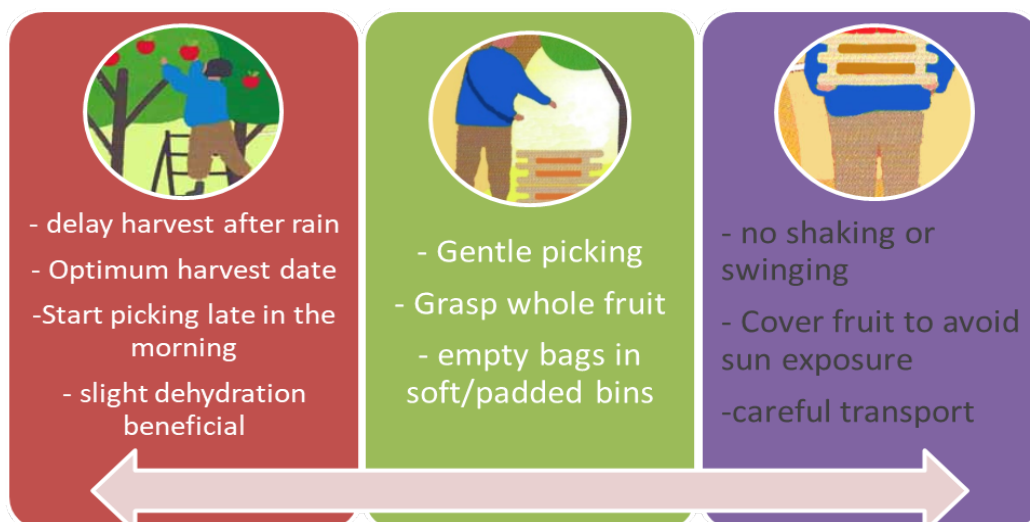 - delay harvest after rain
- Optimum harvest date
-Start picking late in the
morning
- slight dehydration
beneficial
- Gentle picking
- Grasp whole fruit
- empty bags in
soft/padded bins
- no shaking or
swinging
- Cover fruit to avoid
sun exposure
-careful transport